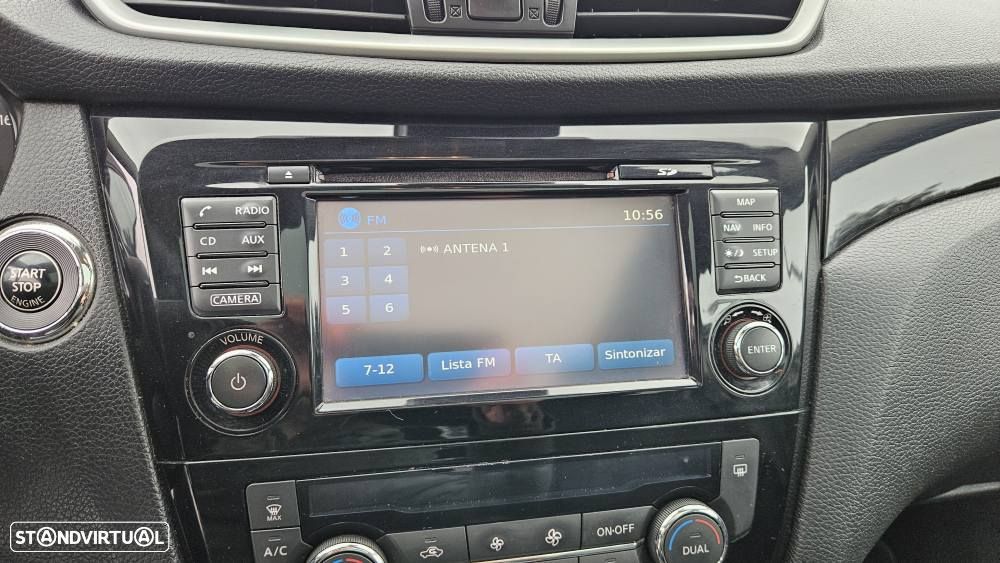 16
START
STOP
ENGINE
RADIO
CD AUX
CAMERA
VOLUME
SD
FM 10:56
ANTENA 1
1 2
3 4
5 6
7-12 Lista FM TA Sintonizar
MAP
NAV INFO
SETUP
BACK
ENTER
MAX
A/C
ON·OFF
DUAL
STANDVIRTUAL